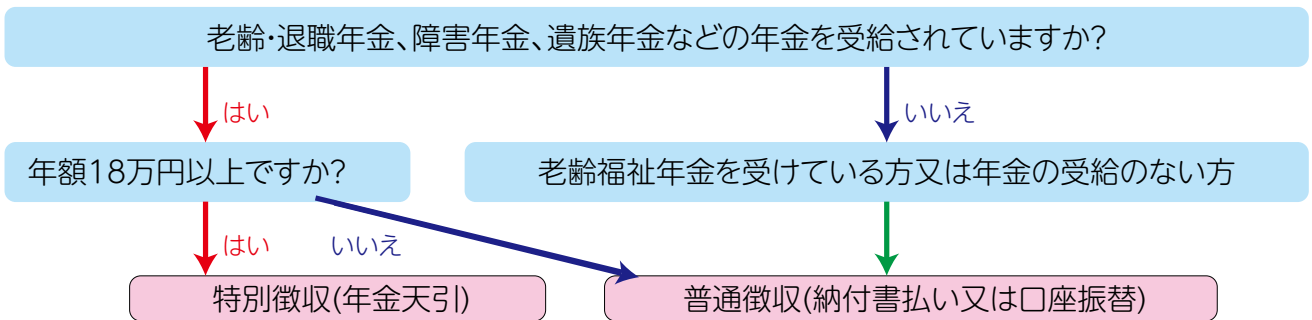 老齢・退職年金、障害年金、遺族年金などの年金を受給されていますか?
はい
いいえ
年額18万円以上ですか?
老齢福祉年金を受けている方又は年金の受給のない方
はい
いいえ
特別徴収(年金天引)
普通徴収(納付書払い又は口座振替)